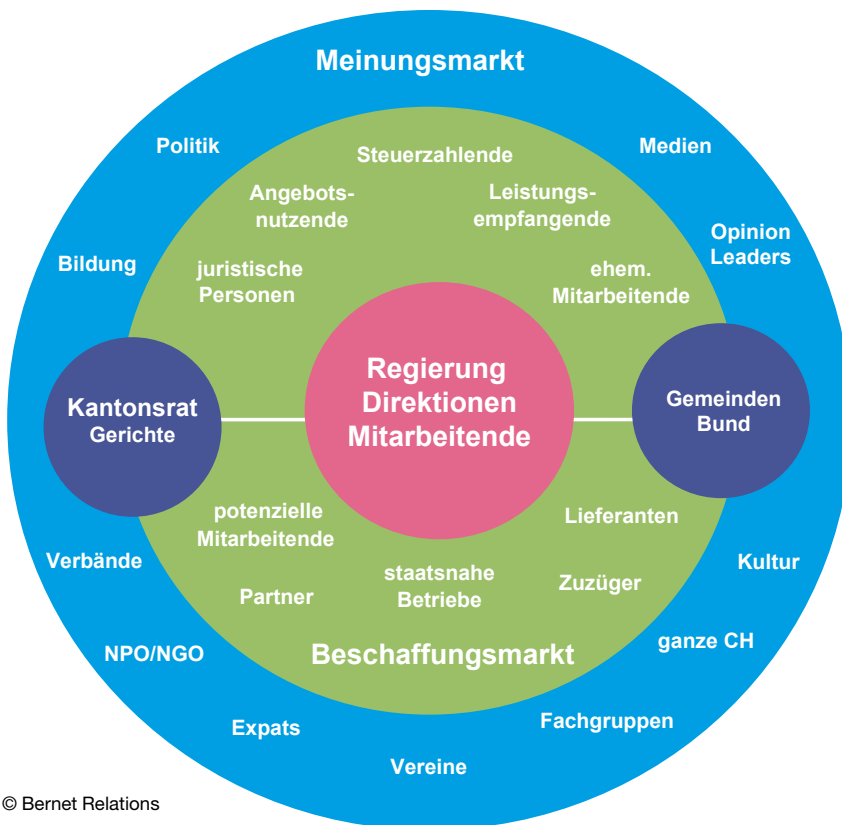 Meinungsmarkt
Politik
Medien
Steuerzahlende
Angebots-
nutzende
Leistungs-
empfangende
Opinion
Leaders
Bildung
juristische
Personen
ehem.
Mitarbeitende
Regierung
Direktionen
Mitarbeitende
Kantonsrat
Gerichte
Gemeinden
Bund
potenzielle
Mitarbeitende
Lieferanten
Verbände
staatsnahe
Betriebe
Kultur
Partner
Zuzüger
NPO/NGO
Beschaffungsmarkt
ganze CH
Expats
Fachgruppen
Vereine
© Bernet Relations